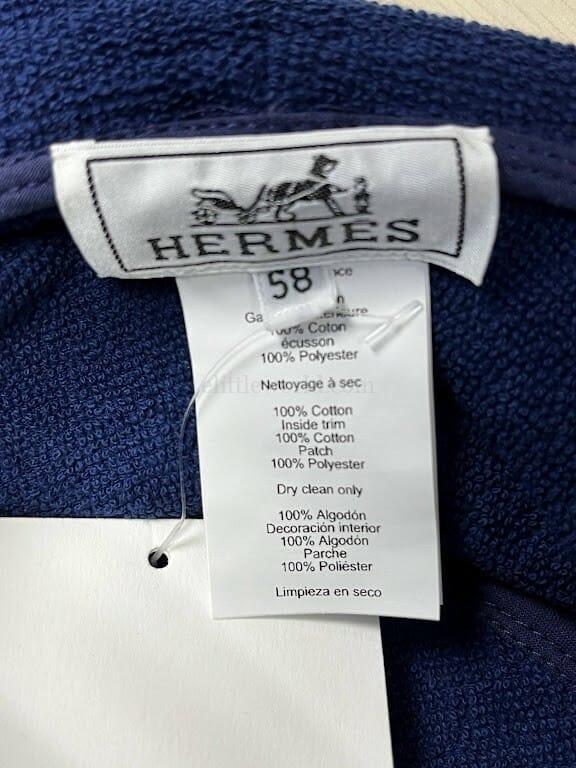 HERMES
58
100% Coton
écusson
100% Polyester
Nettoyage à sec
100% Cotton
Inside trim
100% Cotton
Patch
100% Polyester
Dry clean only
100% Algodón
Decoración interior
100% Algodón
Parche
100% Poliéster
Limpieza en seco